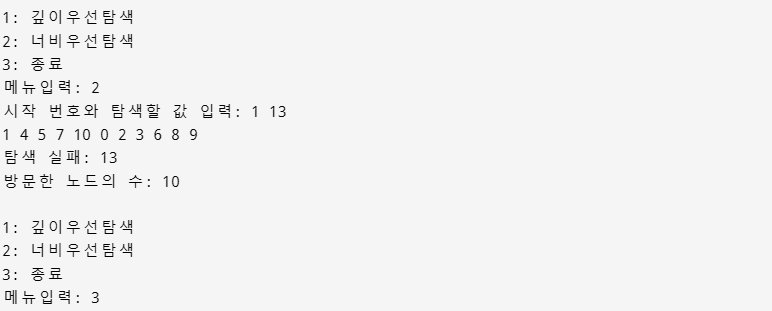 1: 깊이우선탐색
2: 너비우선탐색
3: 종료
메뉴입력: 2
시작 번호와 탐색할 값 입력: 1 13
1 4 5 7 10 0 2 3 6 8 9
탐색 실패: 13
방문한 노드의 수: 10
1: 깊이우선탐색
2: 너비우선탐색
3: 종료
메뉴입력: 3